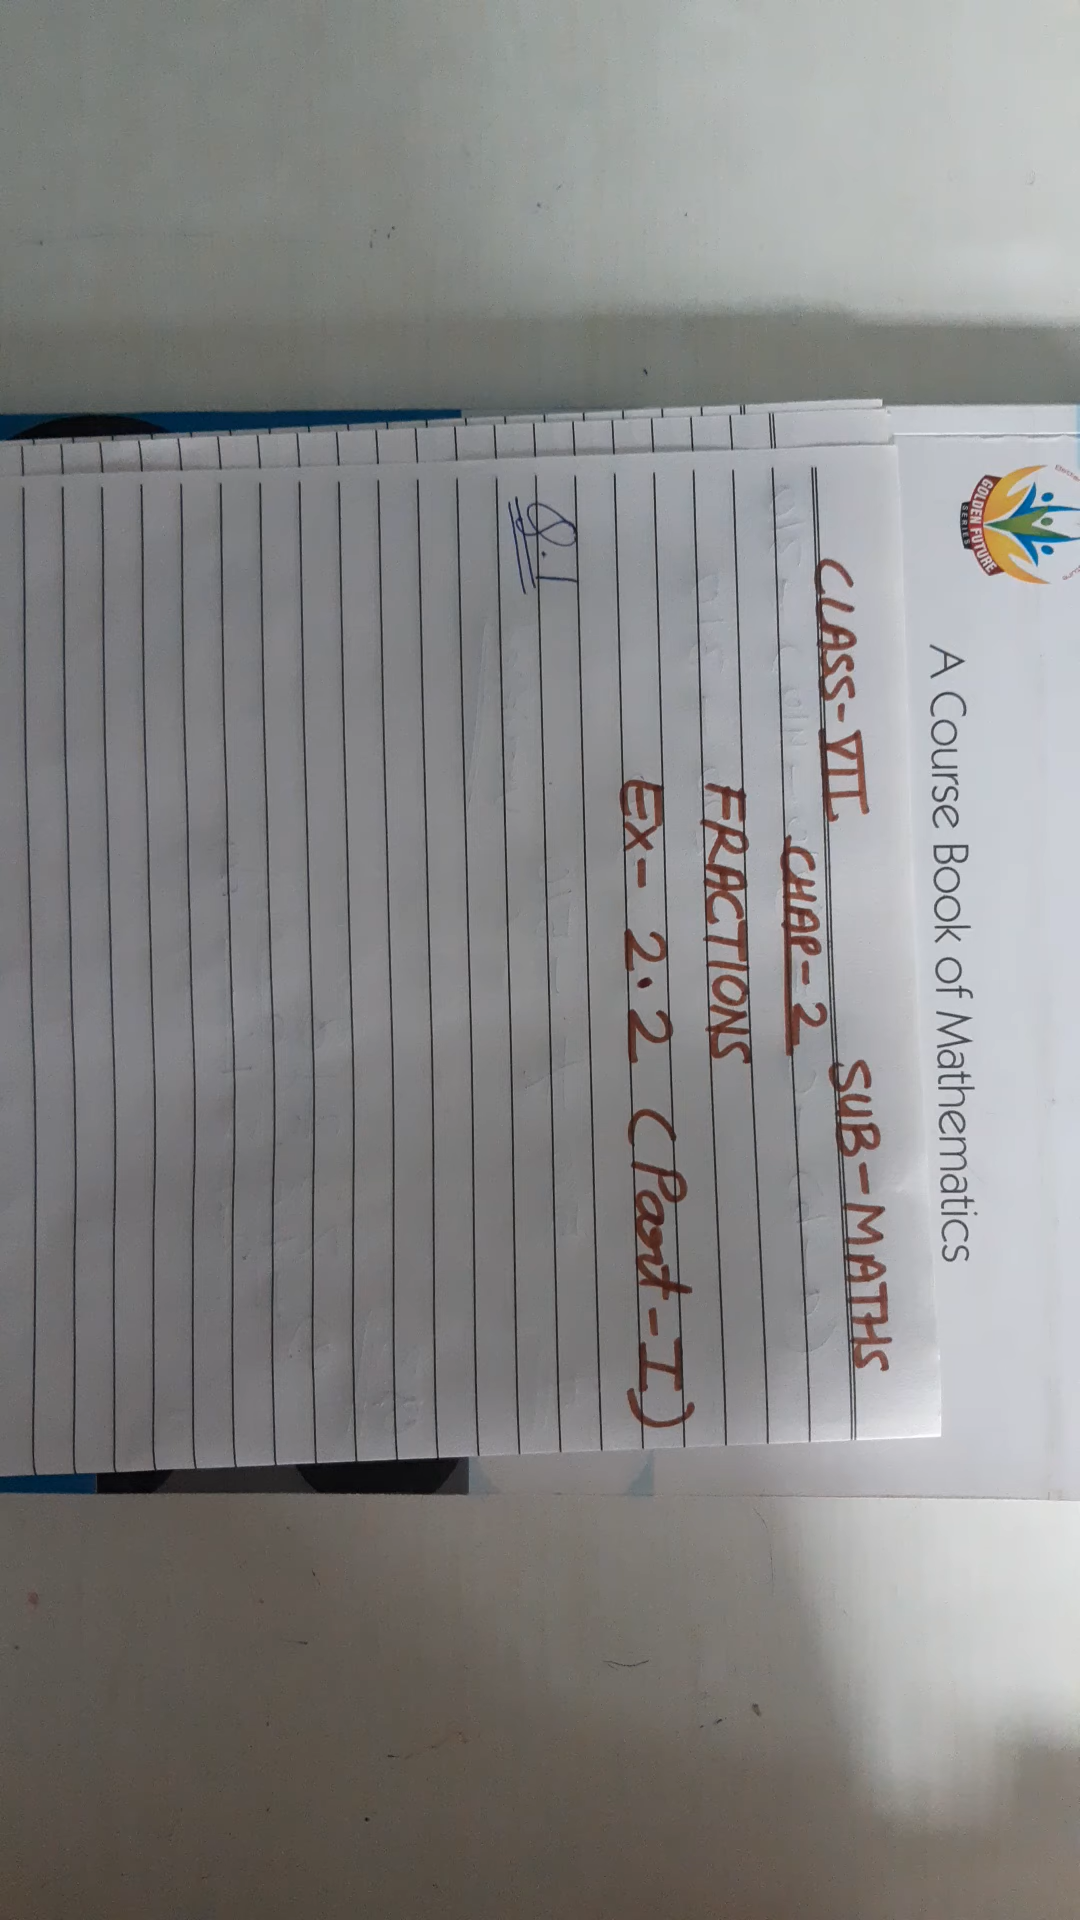 GOLDEN FUTURE
SERIES
A Course Book of Mathematics
CLASS-VII SUB-MATHS
CHAP-2
FRACTIONS
EX- 2.2 (Part-I)
Q.1